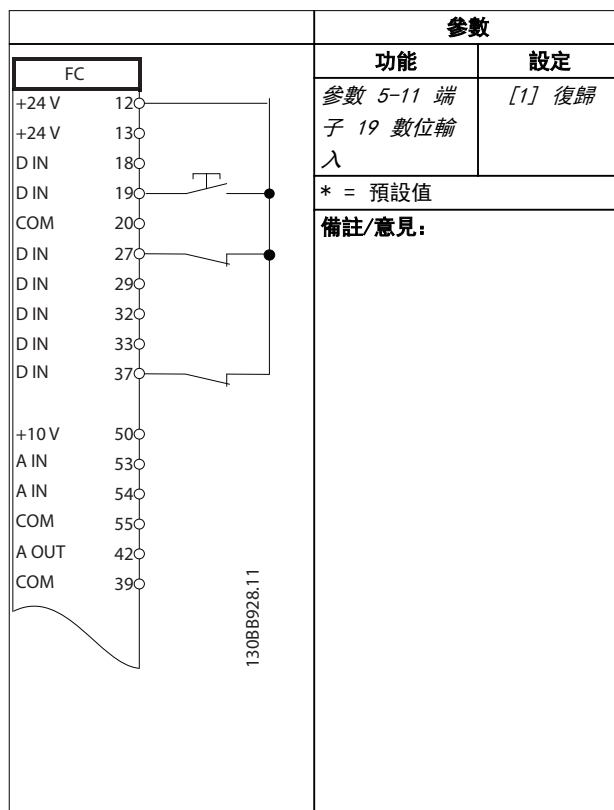 FC
+24 V 12
+24 V 13
D IN 18
D IN 19
COM 20
D IN 27
D IN 29
D IN 32
D IN 33
D IN 37
+10 V 50
A IN 53
A IN 54
COM 55
A OUT 42
COM 39
130BB928.11
參數
功能 設定
參數 5-11 端 [1] 復歸
子 19 數位輸
入
* = 預設值
備註/意見：